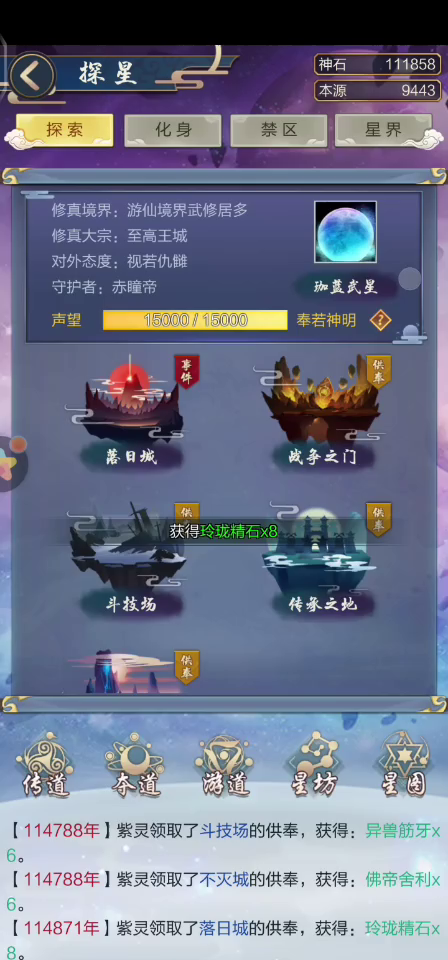 探星
神石 111858
本源 9443
探索 化身 禁区 星界
修真境界：游仙境界武修居多
修真大宗：至高王城
对外态度：视若仇雠
守护者：赤瞳帝
珈蓝武星
声望 15000 / 15000 奉若神明 ?
事件 供奉
落日城 战争之门
供奉 供奉
获得玲珑精石x8
斗技场 传承之地
供奉
传道 夺道 游道 星坊 星图
【114788年】紫灵领取了斗技场的供奉，获得：异兽筋牙x
6。
【114788年】紫灵领取了不灭城的供奉，获得：佛帝舍利x
6。
【114871年】紫灵领取了落日城的供奉，获得：玲珑精石x
8。